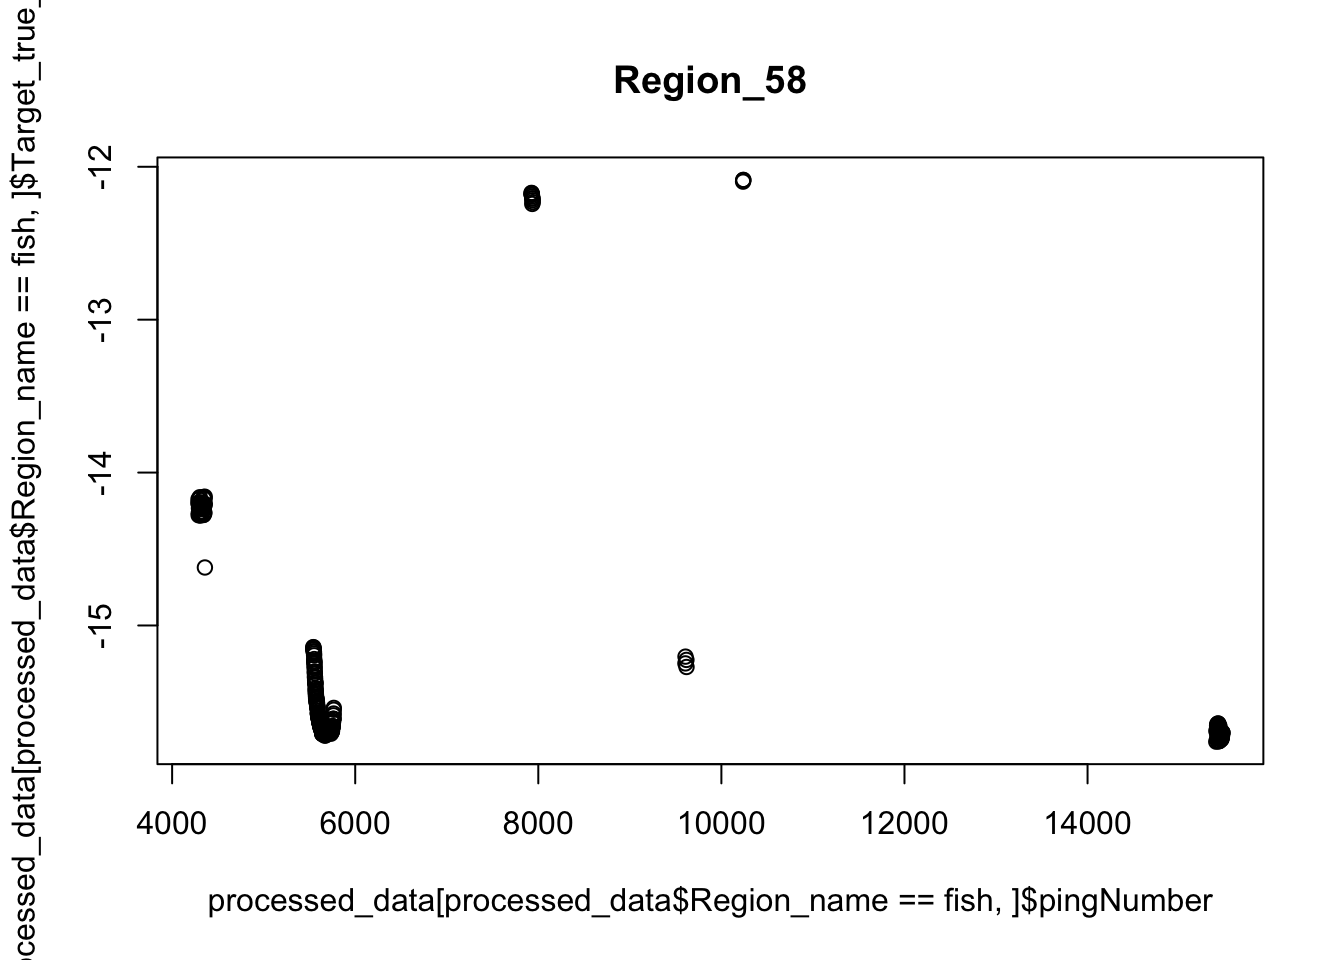 Region_58
-12
-13
-14
-15
ocessed_data[processed_data$Region_name == fish, ]$Target_true_
4000 6000 8000 10000 12000 14000
processed_data[processed_data$Region_name == fish, ]$pingNumber